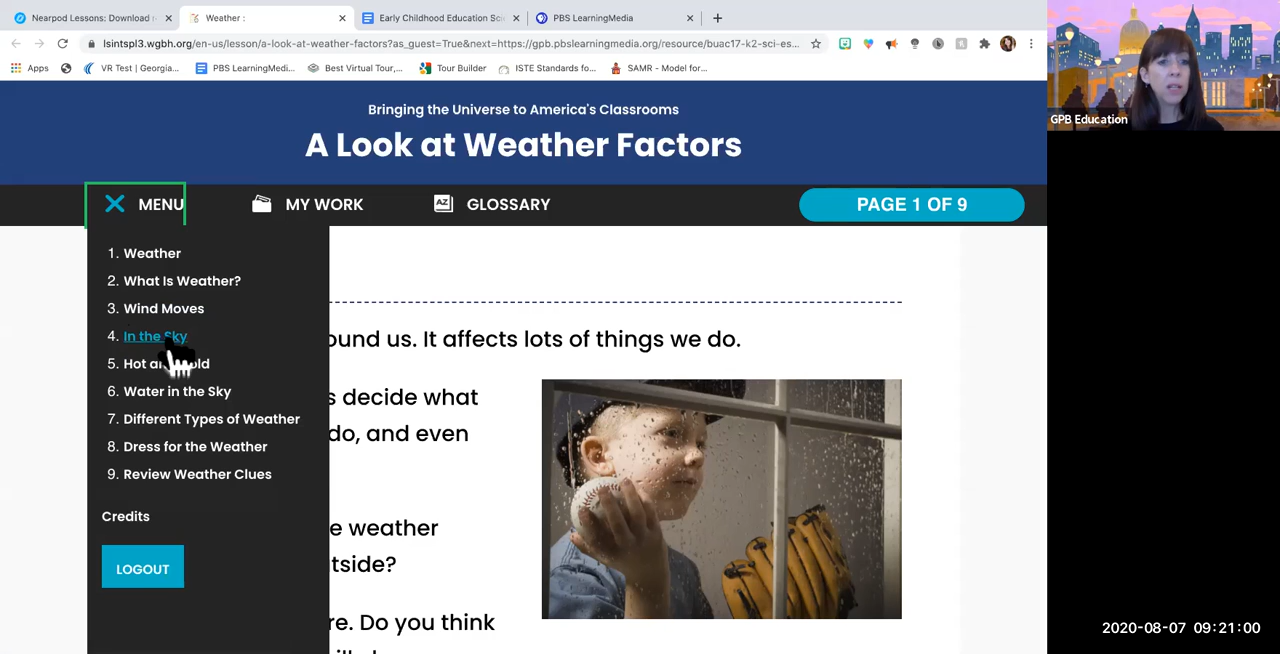 Nearpod Lessons: Download r
Weather :
Early Childhood Education Sci
PBS LearningMedia
lsintspl3.wgbh.org/en-us/lesson/a-look-at-weather-factors?as_guest=True&next=https://gpb.pbslearningmedia.org/resource/buac17-k2-sci-es...
Apps
VR Test | Georgia...
PBS LearningMedi...
Best Virtual Tour,...
Tour Builder
ISTE Standards fo...
SAMR - Model for...
GPB Education
Bringing the Universe to America's Classrooms
A Look at Weather Factors
MENU
MY WORK
AZ
GLOSSARY
PAGE 1 OF 9
1. Weather
2. What Is Weather?
3. Wind Moves
4. In the Sky
5. Hot a ld
6. Water in the Sky
7. Different Types of Weather
8. Dress for the Weather
9. Review Weather Clues
Credits
LOGOUT
ound us. It affects lots of things we do.
s decide what
do, and even
e weather
tside?
re. Do you think
2020-08-07 09:21:00